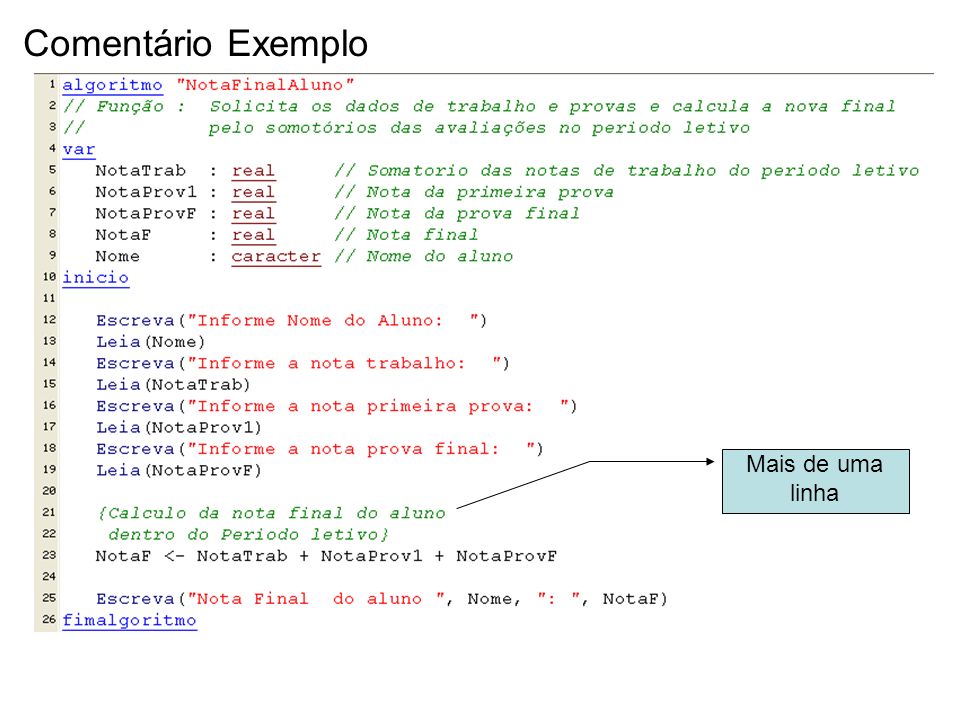 Comentário Exemplo
1 algoritmo "NotaFinalAluno"
2 // Função :  Solicita os dados de trabalho e provas e calcula a nova final
3 //           pelo somotórios das avaliações no periodo letivo
4 var
5    NotaTrab  : real     // Somatorio das notas de trabalho do periodo letivo
6    NotaProv1 : real     // Nota da primeira prova
7    NotaProvF : real     // Nota da prova final
8    NotaF     : real     // Nota final
9    Nome      : caracter // Nome do aluno
10 inicio
11
12    Escreva("Informe Nome do Aluno:  ")
13    Leia(Nome)
14    Escreva("Informe a nota trabalho:  ")
15    Leia(NotaTrab)
16    Escreva("Informe a nota primeira prova:  ")
17    Leia(NotaProv1)
18    Escreva("Informe a nota prova final:  ")
19    Leia(NotaProvF)
20
21    {Calculo da nota final do aluno
22     dentro do Periodo letivo}
23    NotaF <- NotaTrab + NotaProv1 + NotaProvF
24
25    Escreva("Nota Final  do aluno ", Nome, ": ", NotaF)
26 fimalgoritmo
Mais de uma
linha